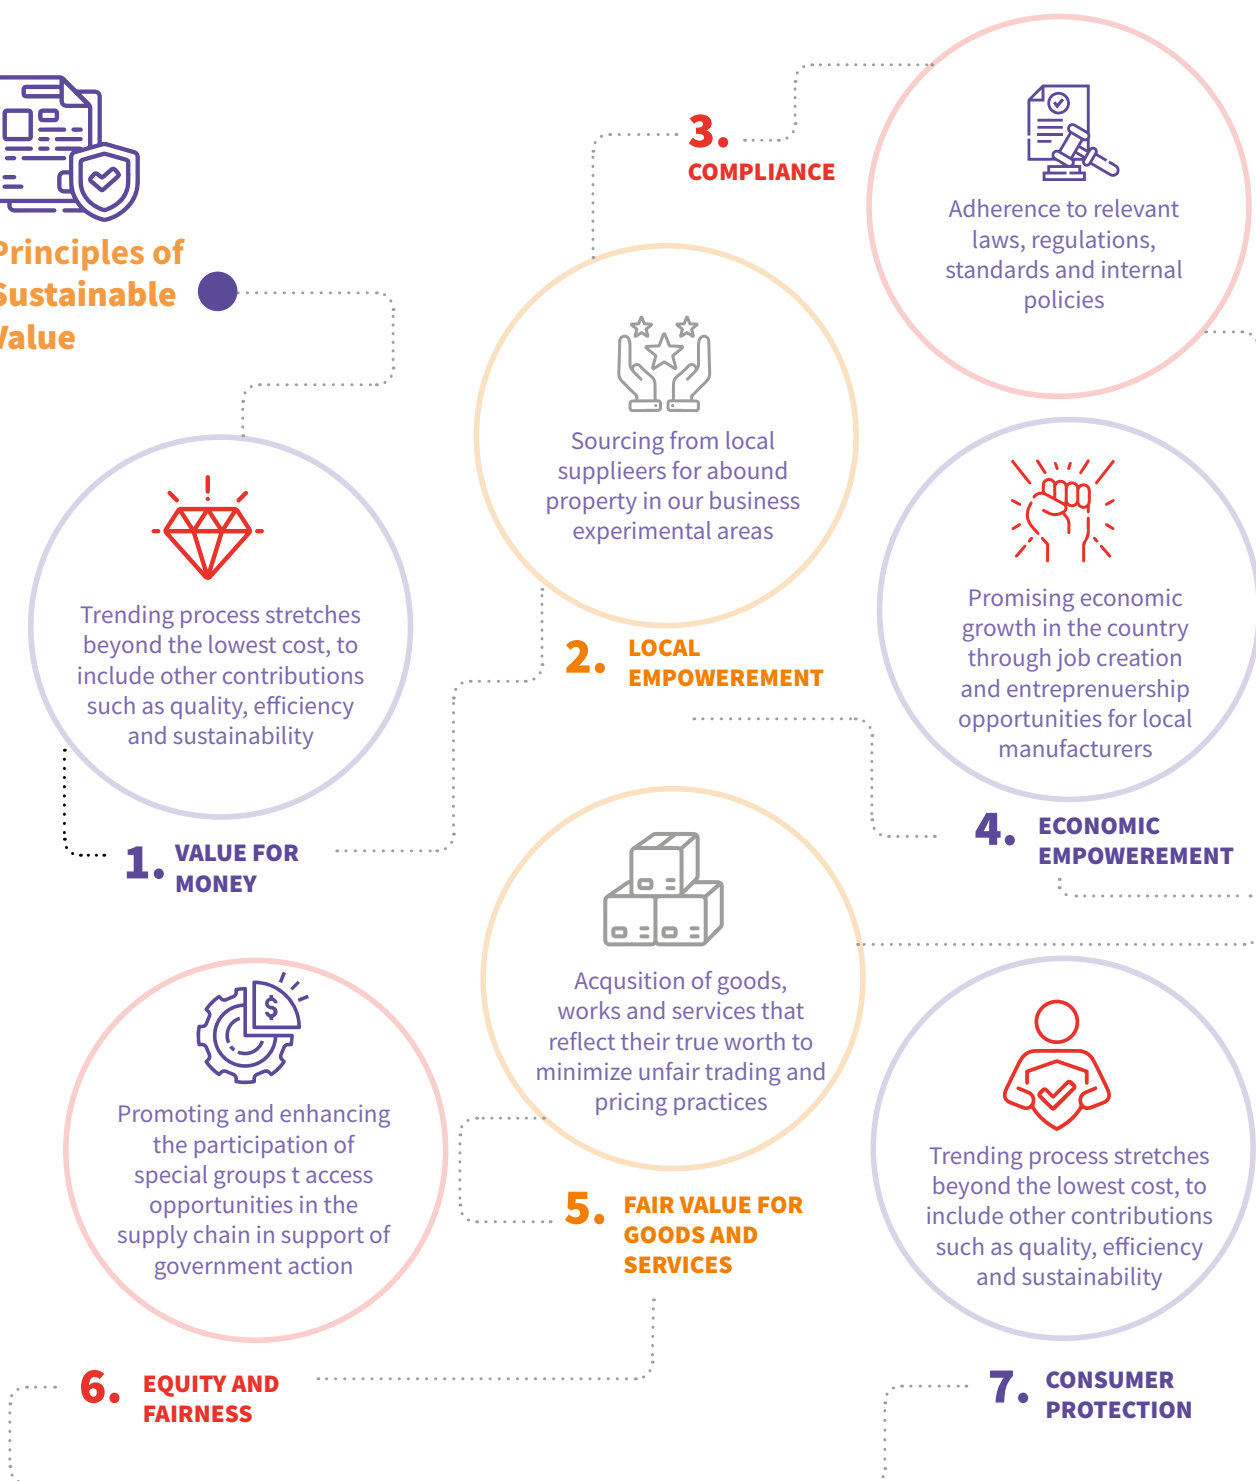 Principles of
Sustainable
Value
Trending process stretches
beyond the lowest cost, to
include other contributions
such as quality, efficiency
and sustainability
1. VALUE FOR
MONEY
Sourcing from local
upplieers for abound
property in our business
experimental areas
2. LOCAL
EMPOWEREMENT
3.
COMPLIANCE
Adherence to relevant
laws, regulations,
standards and internal
policies
Promising economic
growth in the country
through job creation
and entreprenuership
opportunities for local
manufacturers
4. ECONOMIC
EMPOWEREMENT
Acqusition of goods,
works and services that
reflect their true worth to
minimize unfair trading and
pricing practices
5. FAIR VALUE FOR
GOODS AND
SERVICES
$
Promoting and enhancing
the participation of
special groups t access
opportunities in the
supply chain in support of
government action
6. EQUITY AND
FAIRNESS
Trending process stretches
beyond the lowest cost, to
include other contributions
such as quality, efficiency
and sustainability
7. CONSUMER
PROTECTION